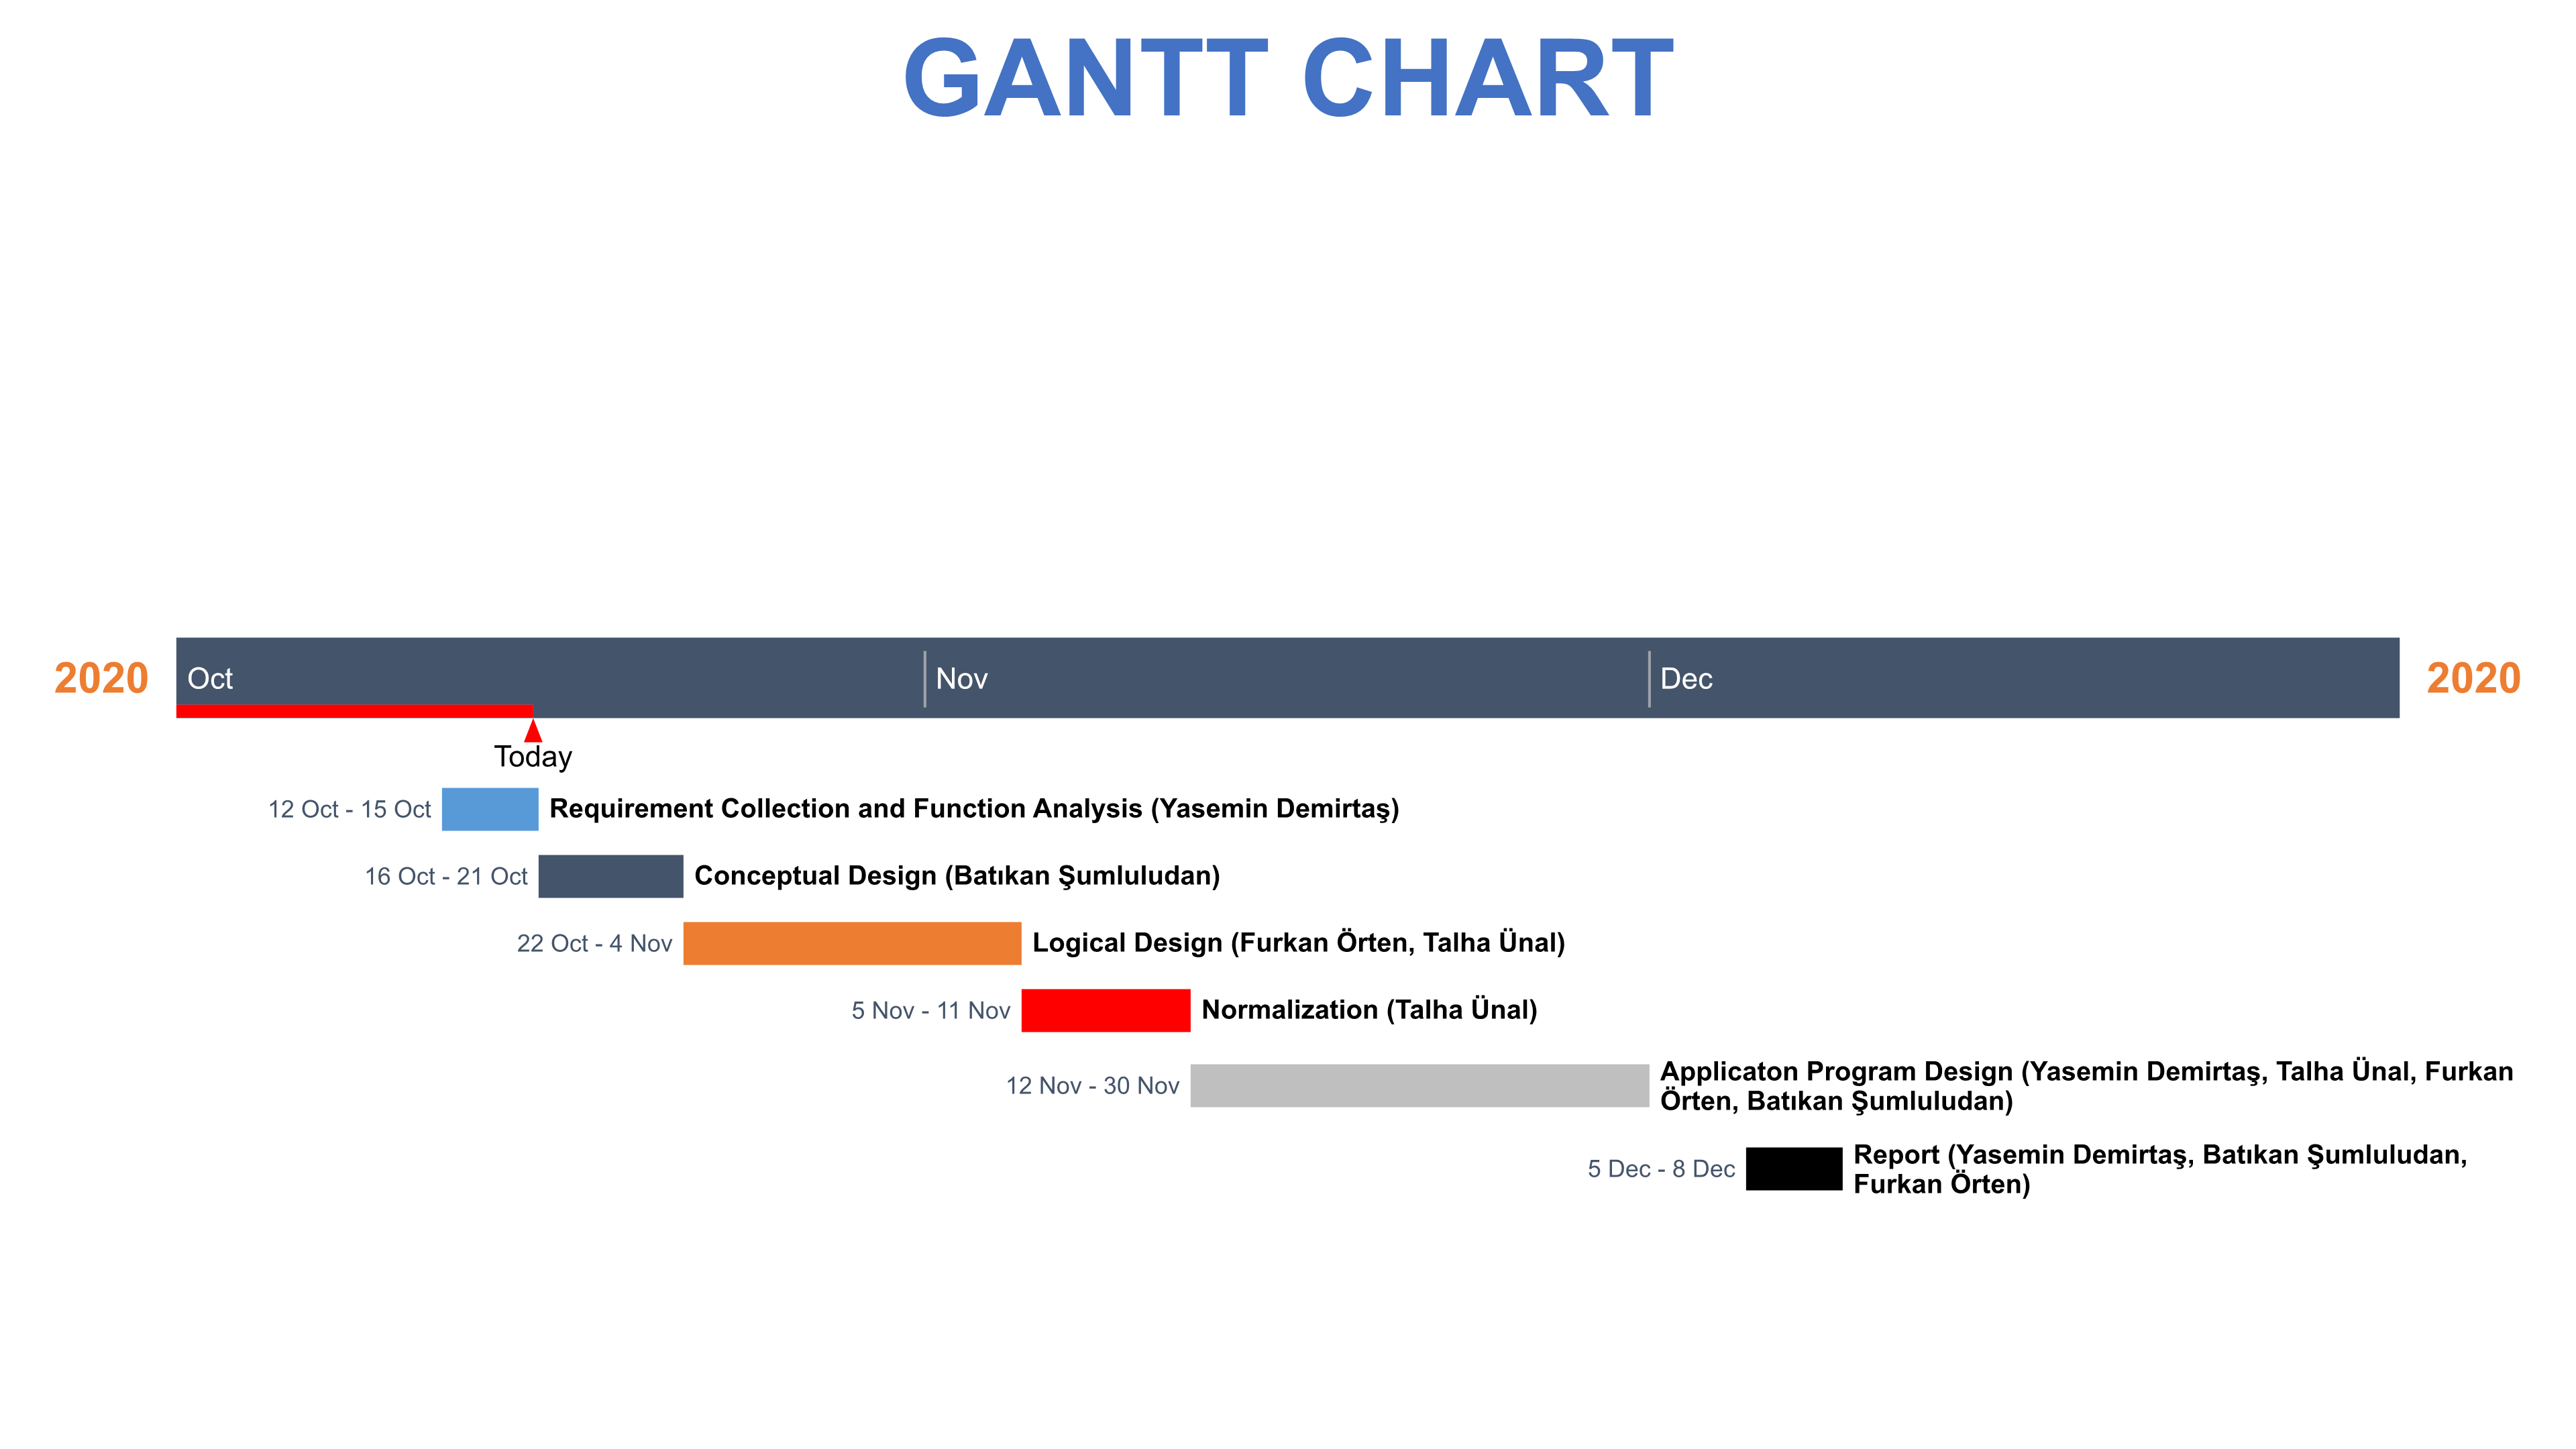 GANTT CHART
2020
Oct
Nov
Dec
2020
Today
12 Oct - 15 Oct
Requirement Collection and Function Analysis (Yasemin Demirtaş)
16 Oct - 21 Oct
Conceptual Design (Batıkan Şumluludan)
22 Oct - 4 Nov
Logical Design (Furkan Örten, Talha Ünal)
5 Nov - 11 Nov
Normalization (Talha Ünal)
12 Nov - 30 Nov
Applicaton Program Design (Yasemin Demirtaş, Talha Ünal, Furkan
Örten, Batıkan Şumluludan)
5 Dec - 8 Dec
Report (Yasemin Demirtaş, Batıkan Şumluludan,
Furkan Örten)